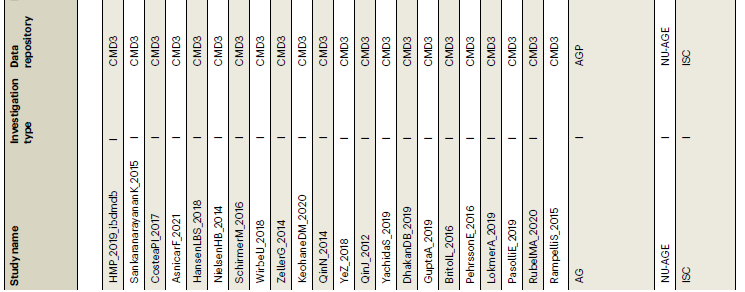 Study name Investigation type Data repository
HMP_2019_ibdmdb I CMD3
SankaranarayananK_2015 I CMD3
CosteaPI_2017 I CMD3
AsnicarF_2021 I CMD3
HansenLBS_2018 I CMD3
NielsenHB_2014 I CMD3
SchirmerM_2016 I CMD3
WirbelJ_2018 I CMD3
ZellerG_2014 I CMD3
KeohaneDM_2020 I CMD3
QinN_2014 I CMD3
YeZ_2018 I CMD3
QinJ_2012 I CMD3
YachidaS_2019 I CMD3
DhakanDB_2019 I CMD3
GuptaA_2019 I CMD3
BritoIL_2016 I CMD3
PehrssonE_2016 I CMD3
LokmerA_2019 I CMD3
PasolliE_2019 I CMD3
RubelMA_2020 I CMD3
RampelliS_2015 I CMD3
AG I AGP
NU-AGE I NU-AGE
ISC I ISC